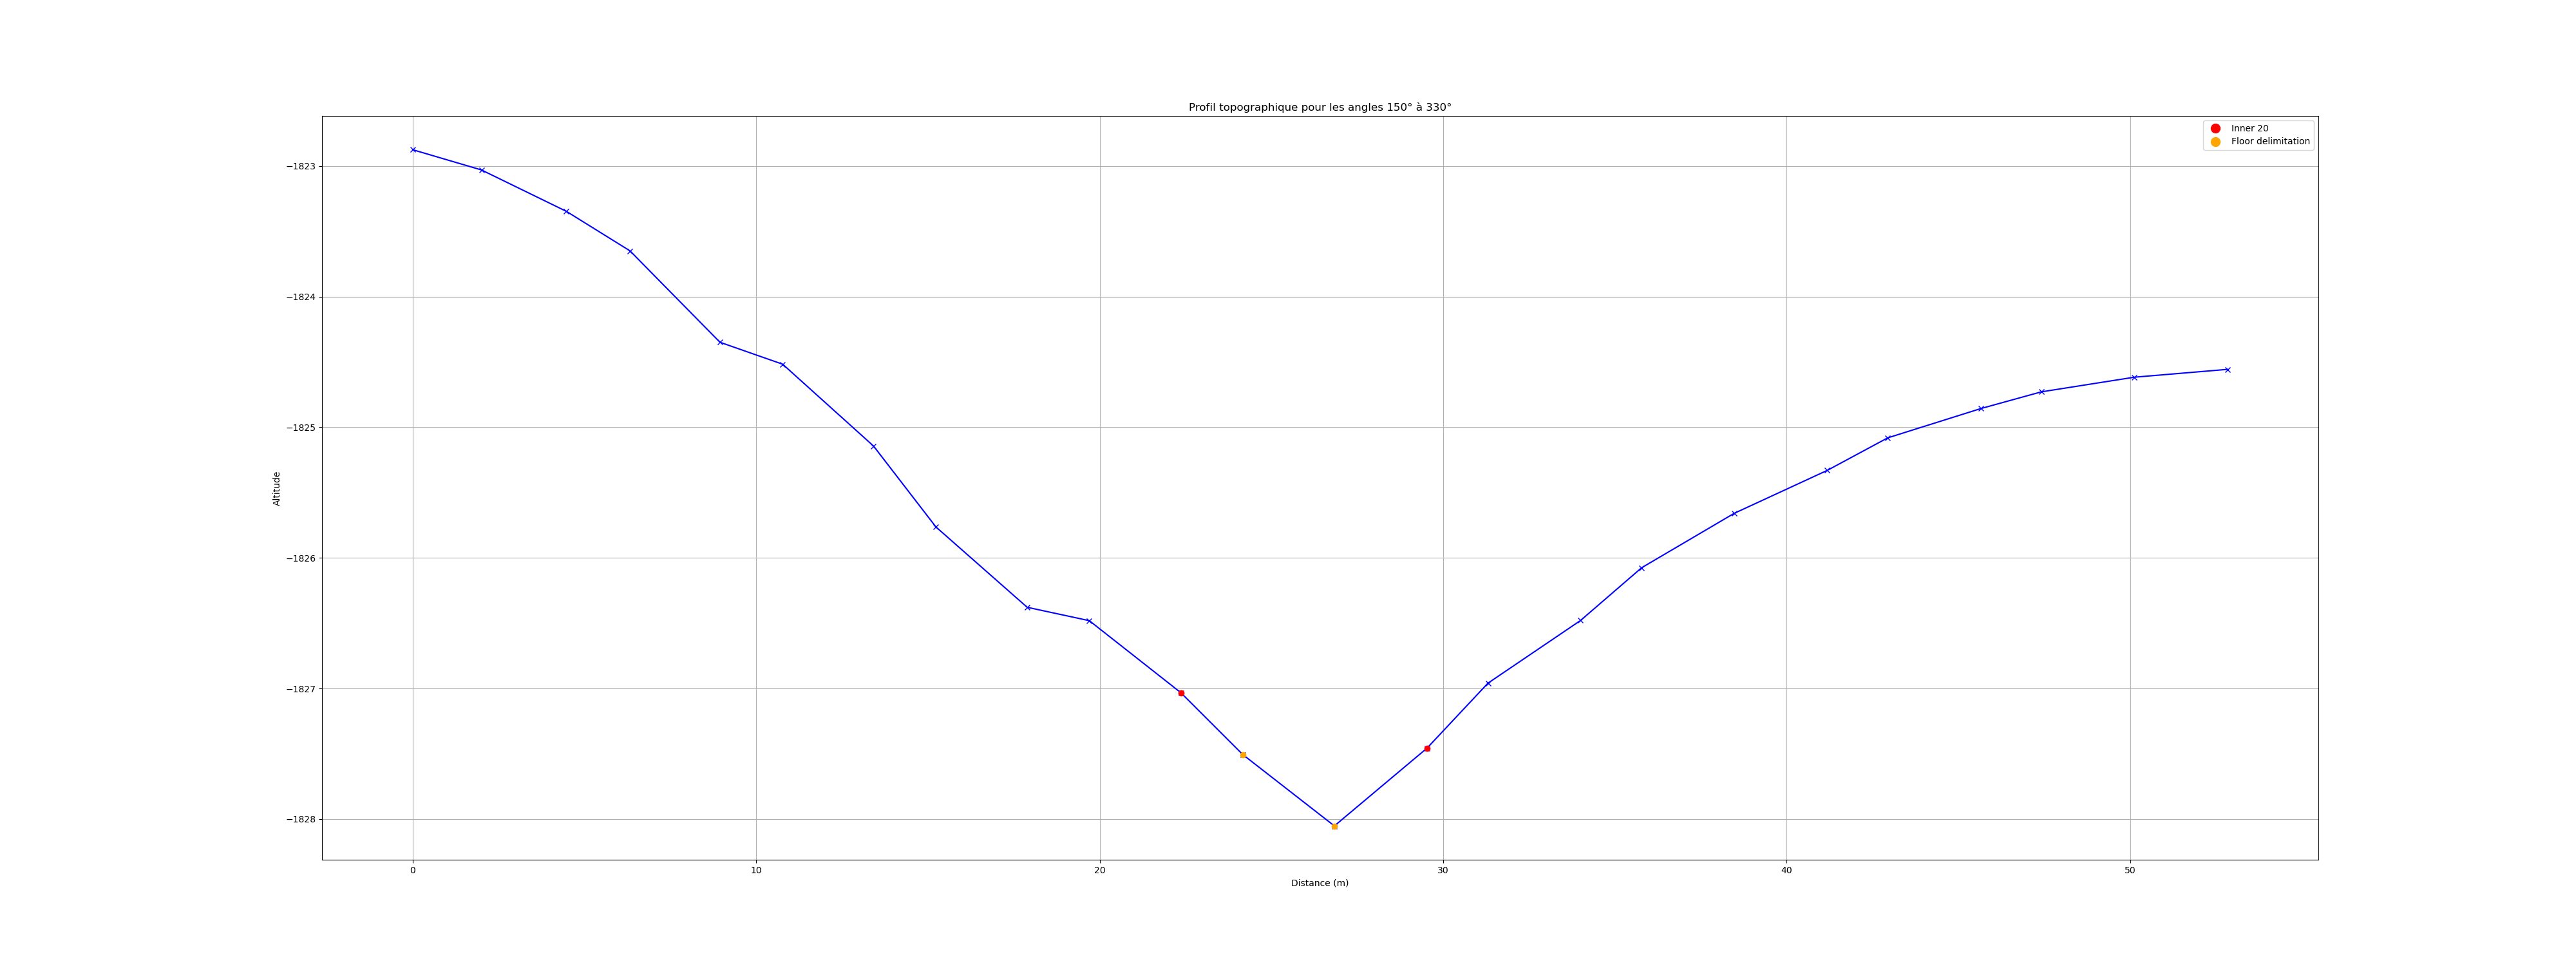 Profil topographique pour les angles 150° à 330°
Inner 20
Floor delimitation
−1823
−1824
−1825
−1826
−1827
−1828
Altitude
0 10 20 30 40 50
Distance (m)